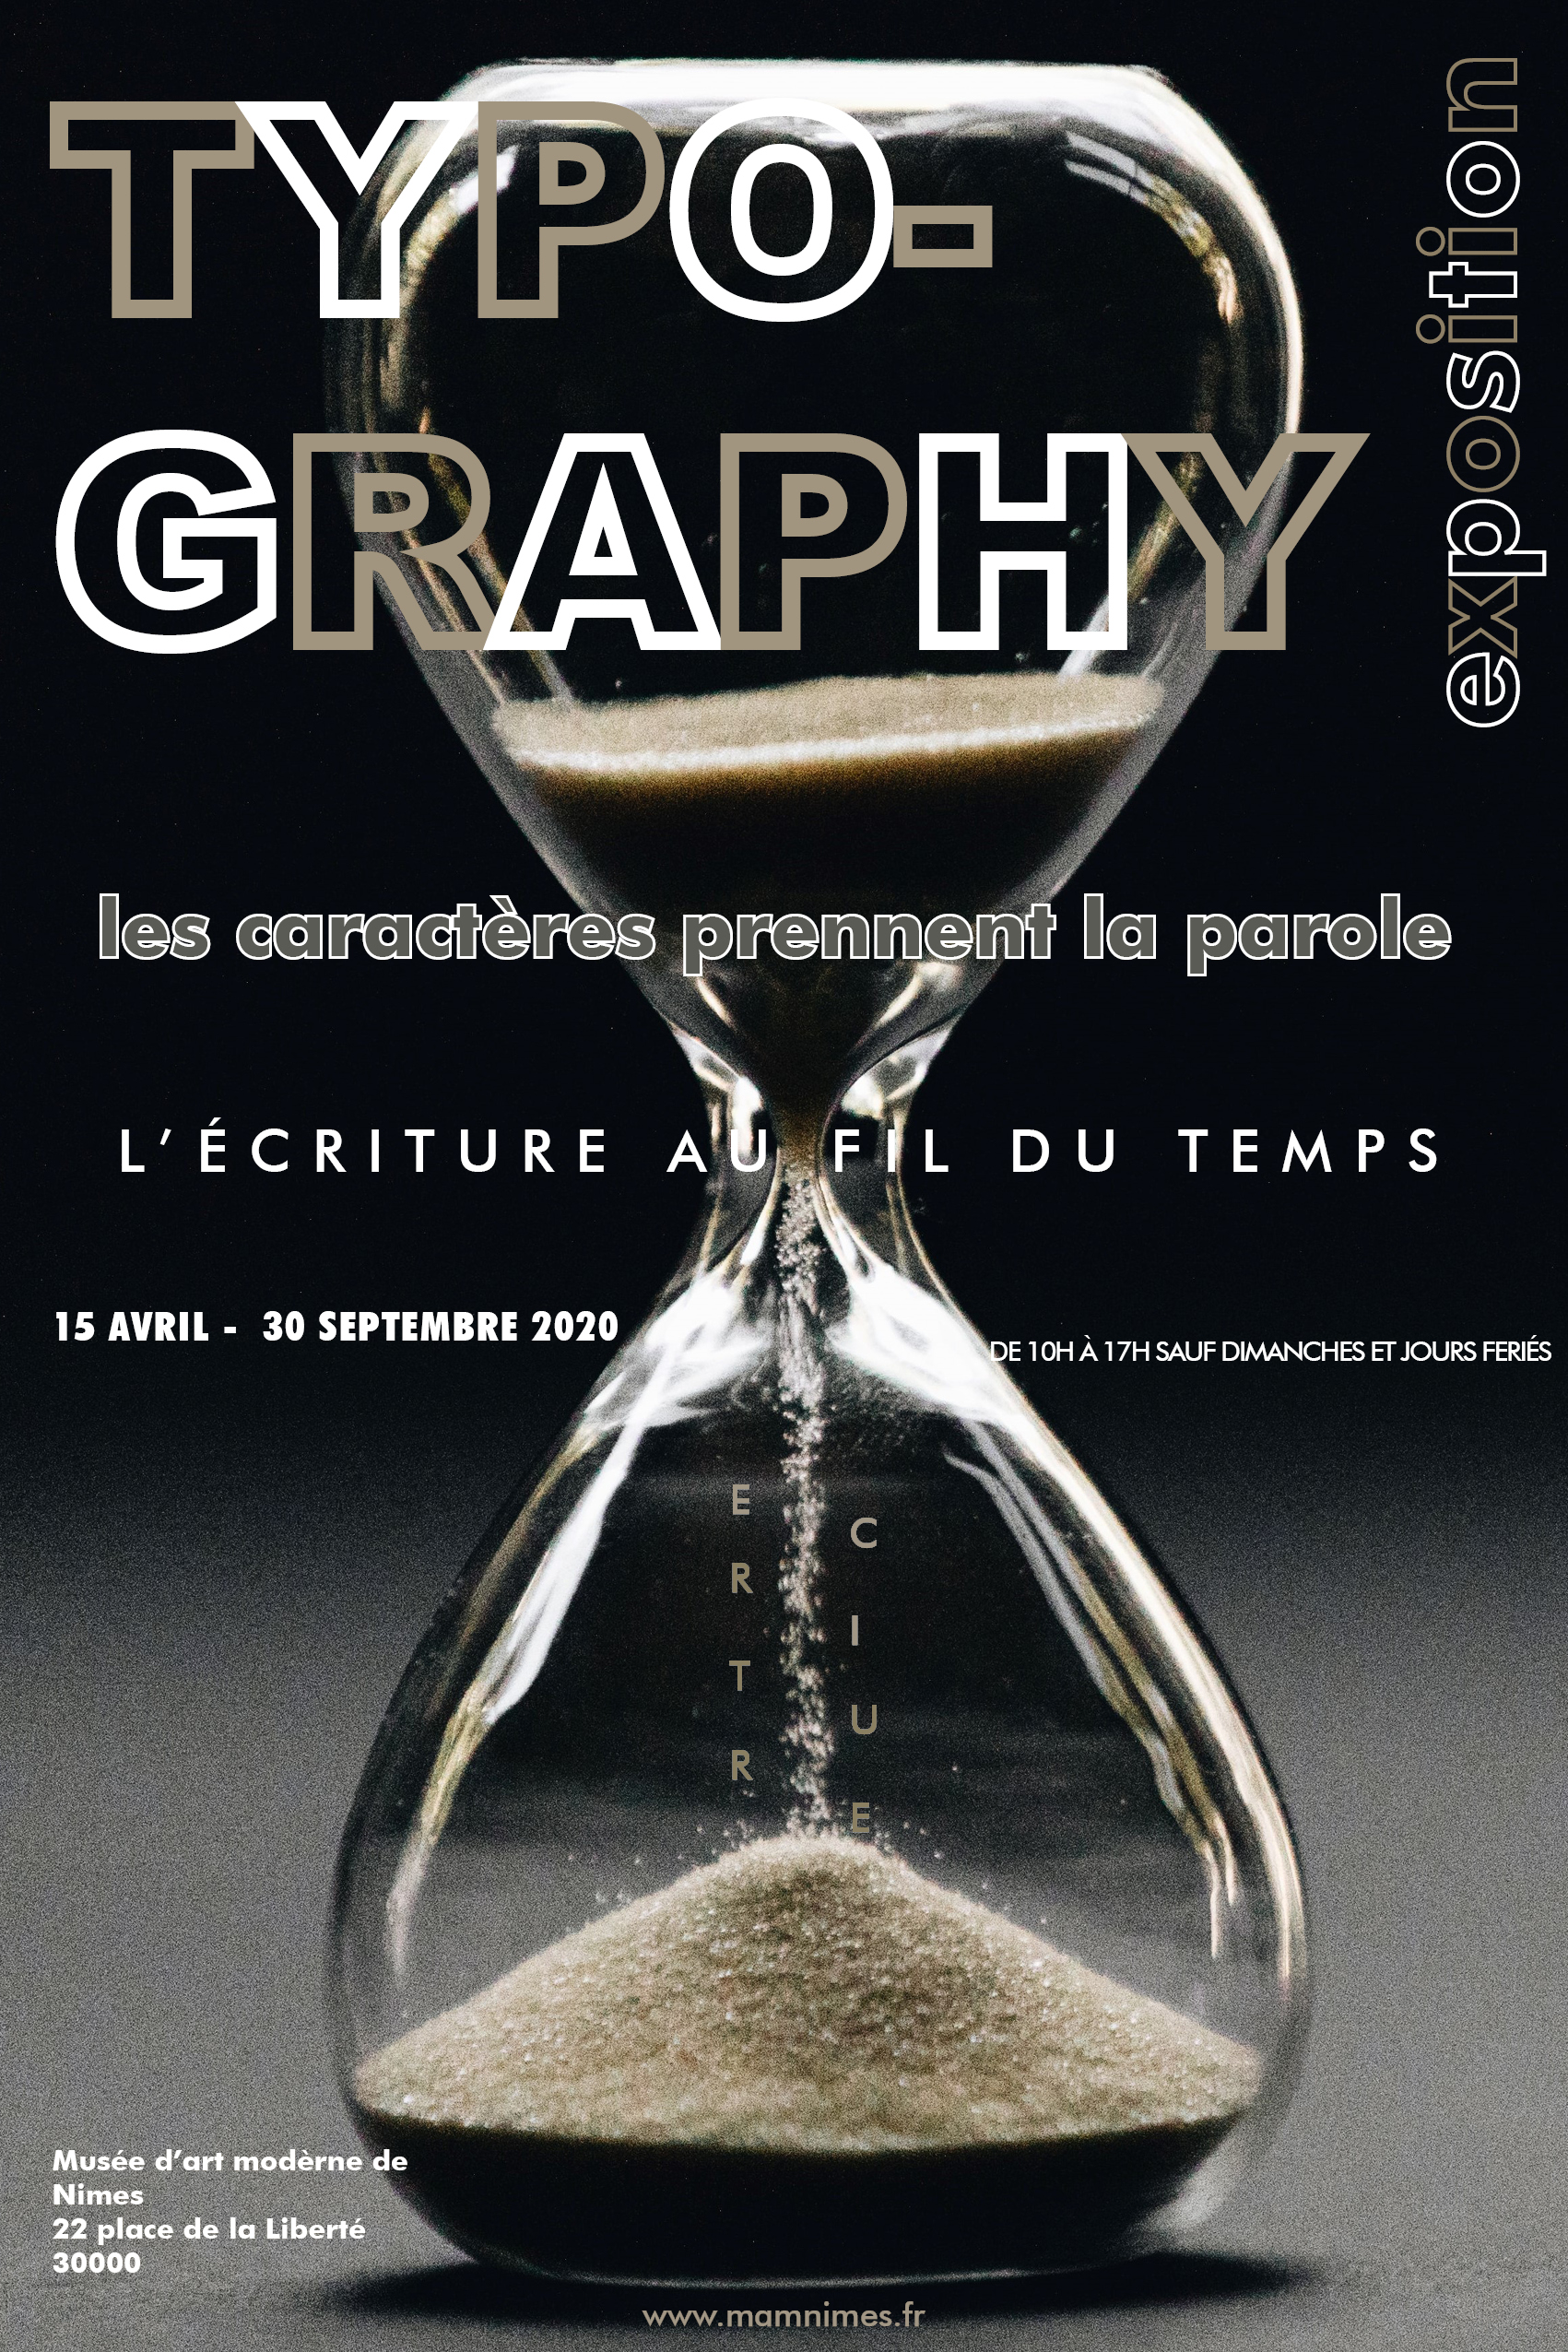 TYPO-
GRAPHY
exposition
les caractères prennent la parole
L’ÉCRITURE AU FIL DU TEMPS
15 AVRIL - 30 SEPTEMBRE 2020
DE 10H À 17H SAUF DIMANCHES ET JOURS FERIÉS
E
C
R
I
T
U
R
E
Musée d’art modèrne de
Nimes
22 place de la Liberté
30000
www.mamnimes.fr